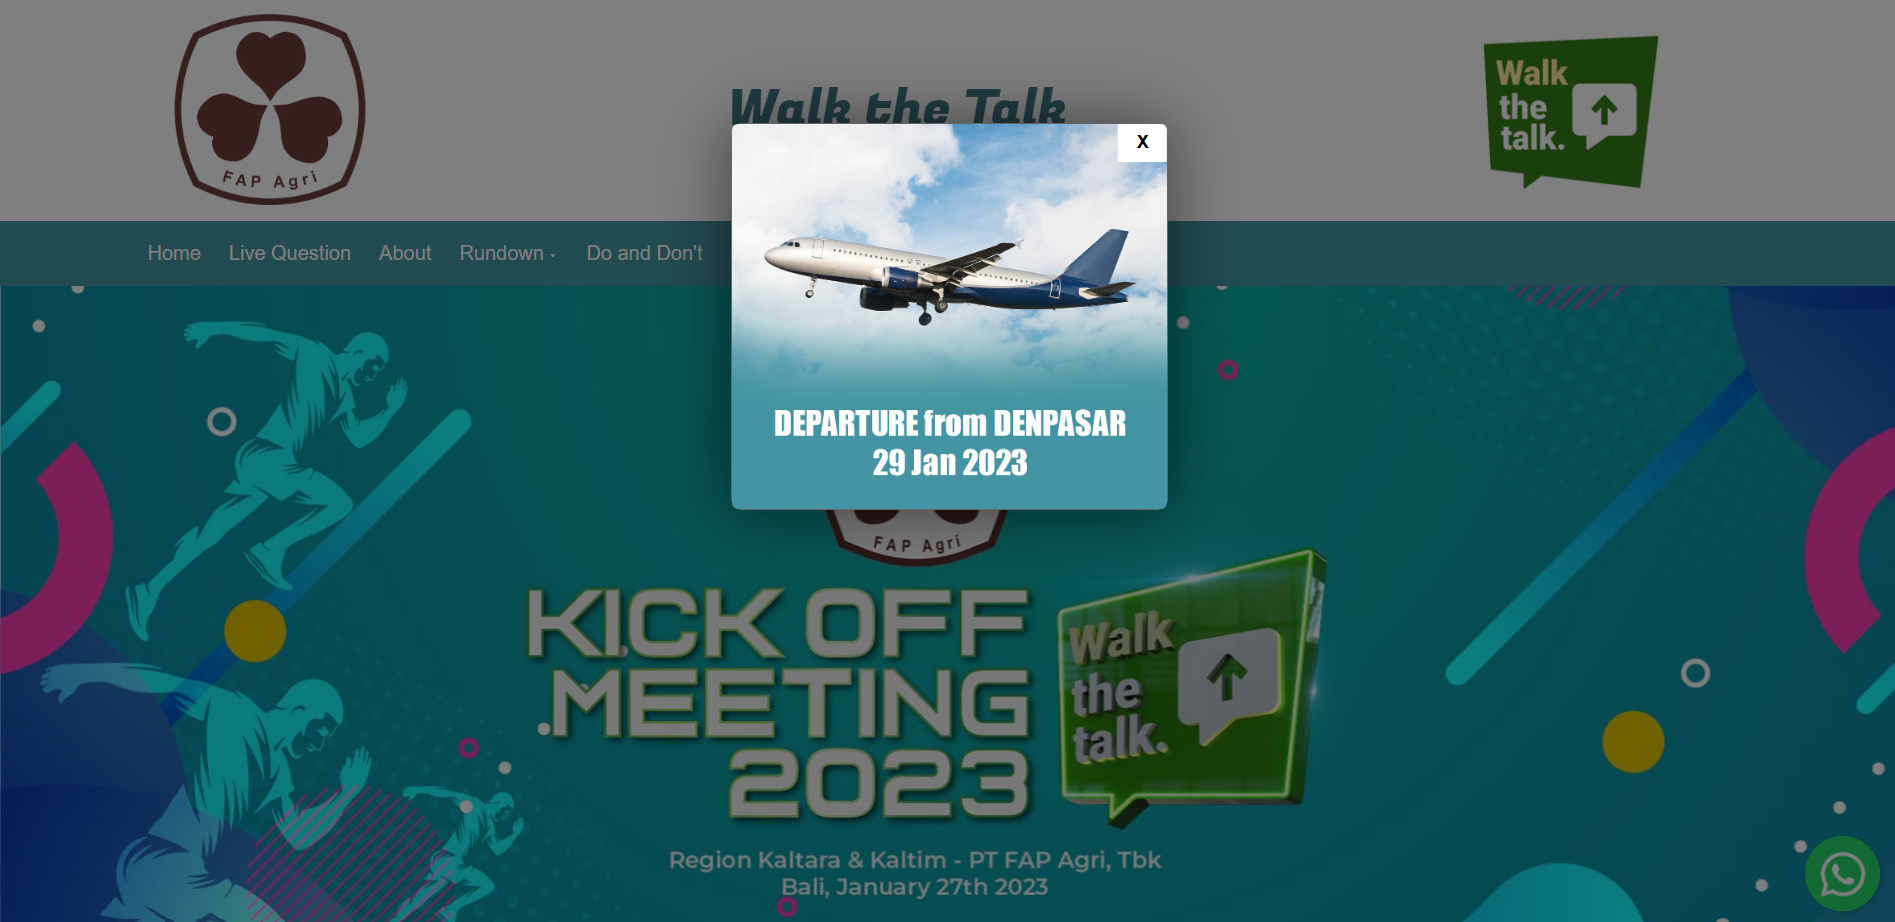 FAP Agri
Walk the Talk
Walk
the
talk.
Home
Live Question
About
Rundown
Do and Don't
X
DEPARTURE from DENPASAR
29 Jan 2023
FAP Agri
KICK OFF
MEETING
2023
Walk
the
talk.
Region Kaltara & Kaltim - PT FAP Agri, Tbk
Bali, January 27th 2023